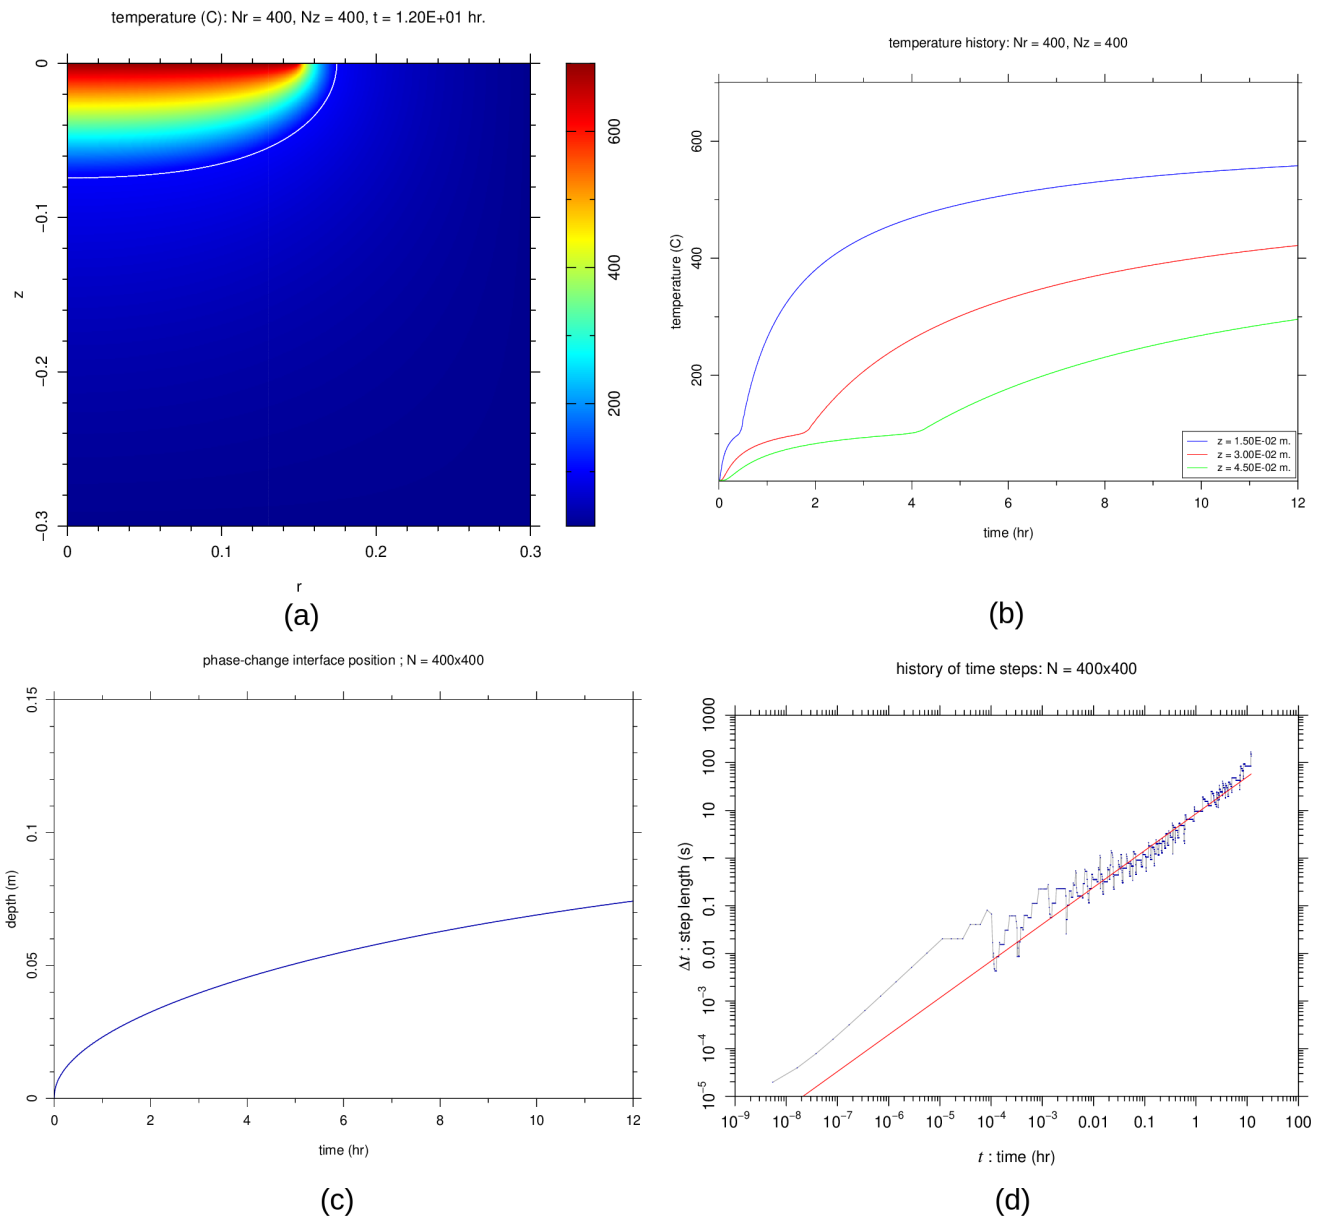 temperature (C): Nr = 400, Nz = 400, t = 1.20E+01 hr.
0
−0.1
−0.2
−0.3
z
0 0.1 0.2 0.3
r
600
400
200
(a)
temperature history: Nr = 400, Nz = 400
600
400
200
temperature (C)
z = 1.50E-02 m.
z = 3.00E-02 m.
z = 4.50E-02 m.
0 2 4 6 8 10 12
time (hr)
(b)
phase-change interface position ; N = 400x400
0.15
0.1
0.05
0
depth (m)
0 2 4 6 8 10 12
time (hr)
(c)
history of time steps: N = 400x400
1000
100
10
1
0.1
0.01
10⁻³
10⁻⁴
10⁻⁵
Δt : step length (s)
10⁻⁹ 10⁻⁸ 10⁻⁷ 10⁻⁶ 10⁻⁵ 10⁻⁴ 10⁻³ 0.01 0.1 1 10 100
t : time (hr)
(d)